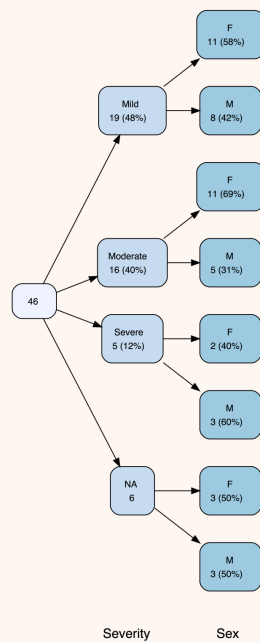 F
11 (58%)
Mild
19 (48%)
M
8 (42%)
F
11 (69%)
Moderate
16 (40%)
M
5 (31%)
46
Severe
5 (12%)
F
2 (40%)
M
3 (60%)
NA
6
F
3 (50%)
M
3 (50%)
Severity
Sex